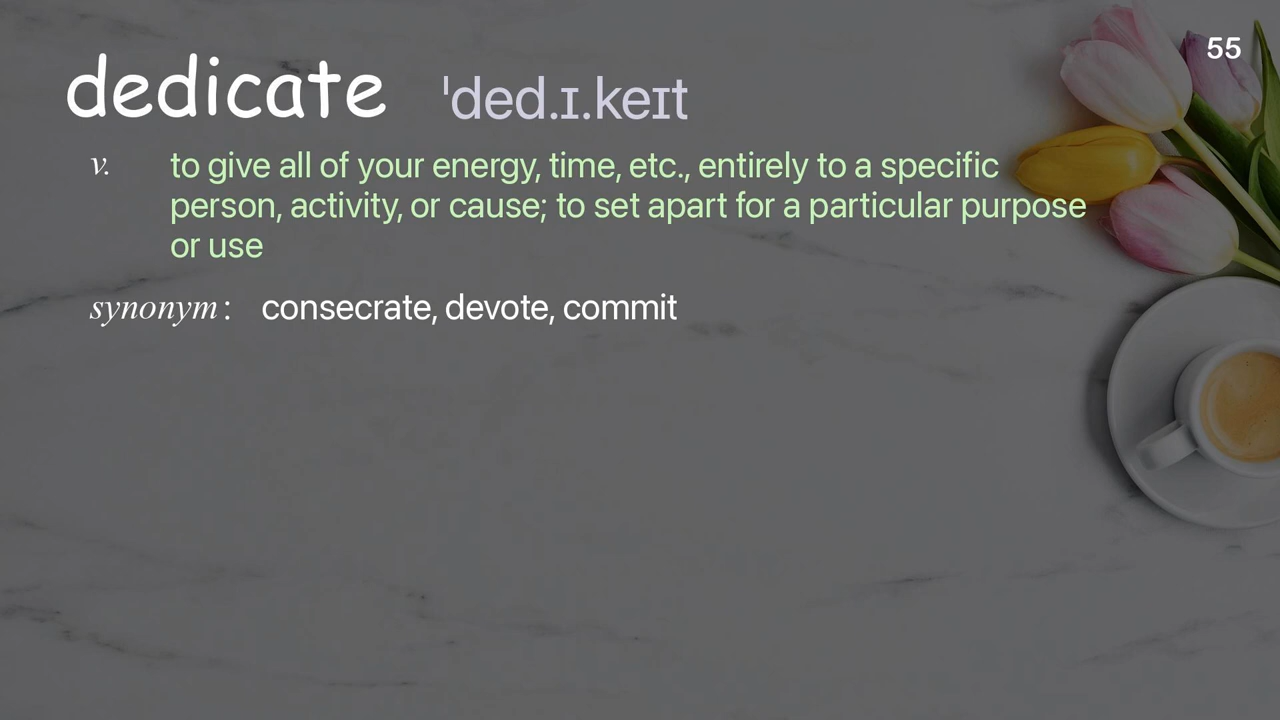 55
dedicate ˈded.ɪ.keɪt
v. to give all of your energy, time, etc., entirely to a specific
person, activity, or cause; to set apart for a particular purpose
or use
synonym : consecrate, devote, commit